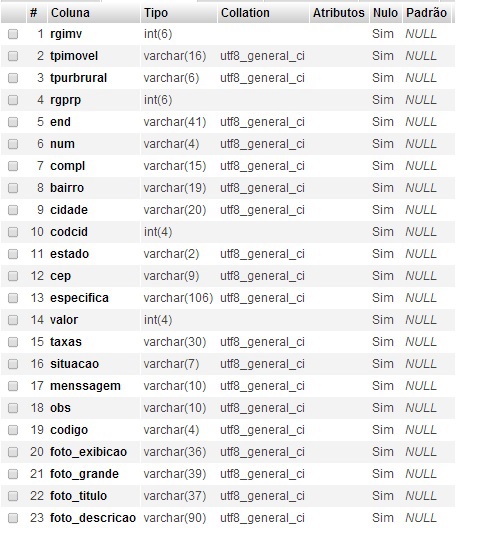 # Coluna Tipo Collation Atributos Nulo Padrão
1 rgimv int(6) Sim NULL
2 tpimovel varchar(16) utf8_general_ci Sim NULL
3 tpurbrural varchar(6) utf8_general_ci Sim NULL
4 rgprp int(6) Sim NULL
5 end varchar(41) utf8_general_ci Sim NULL
6 num varchar(4) utf8_general_ci Sim NULL
7 compl varchar(15) utf8_general_ci Sim NULL
8 bairro varchar(19) utf8_general_ci Sim NULL
9 cidade varchar(20) utf8_general_ci Sim NULL
10 codcid int(4) Sim NULL
11 estado varchar(2) utf8_general_ci Sim NULL
12 cep varchar(9) utf8_general_ci Sim NULL
13 especifica varchar(106) utf8_general_ci Sim NULL
14 valor int(4) Sim NULL
15 taxas varchar(30) utf8_general_ci Sim NULL
16 situacao varchar(7) utf8_general_ci Sim NULL
17 menssagem varchar(10) utf8_general_ci Sim NULL
18 obs varchar(10) utf8_general_ci Sim NULL
19 codigo varchar(4) utf8_general_ci Sim NULL
20 foto_exibicao varchar(36) utf8_general_ci Sim NULL
21 foto_grande varchar(39) utf8_general_ci Sim NULL
22 foto_titulo varchar(37) utf8_general_ci Sim NULL
23 foto_descricao varchar(90) utf8_general_ci Sim NULL